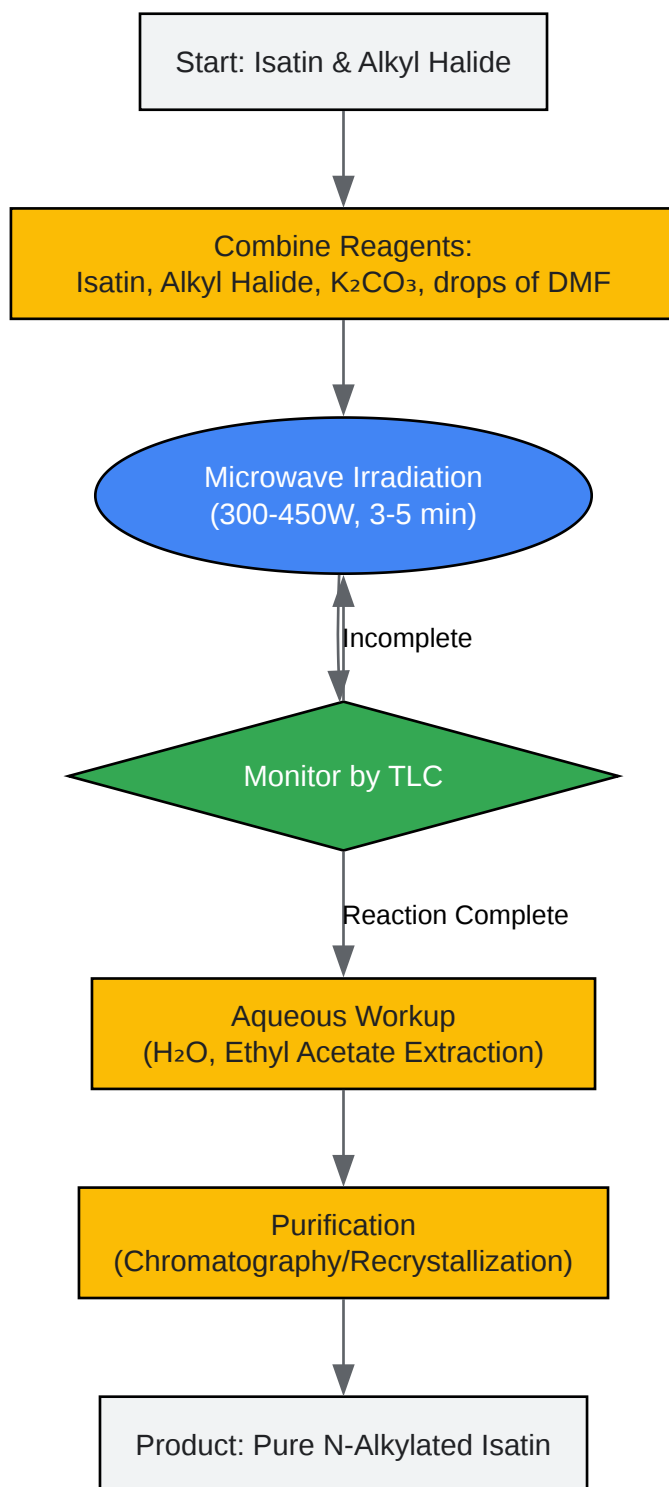 Start: Isatin & Alkyl Halide
Combine Reagents:
Isatin, Alkyl Halide, K₂CO₃, drops of DMF
Microwave Irradiation
(300-450W, 3-5 min)
Incomplete
Monitor by TLC
Reaction Complete
Aqueous Workup
(H₂O, Ethyl Acetate Extraction)
Purification
(Chromatography/Recrystallization)
Product: Pure N-Alkylated Isatin